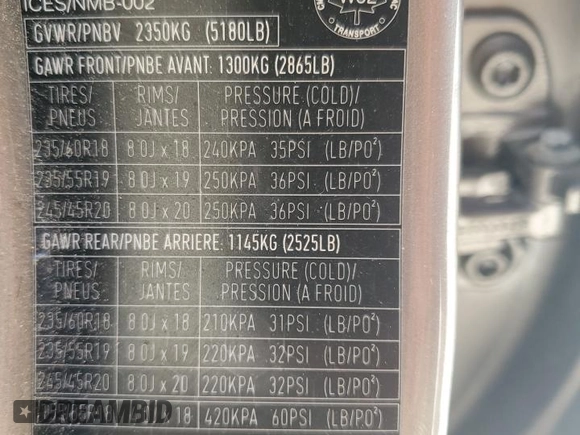 ICES/NMB-002
TRANSPORT
GVWR/PNBV 2350KG (5180LB)
GAWR FRONT/PNBE AVANT: 1300KG (2865LB)
TIRES/ RIMS/ PRESSURE (COLD)/
PNEUS JANTES PRESSION (A FROID)
235/60R18 8.0J x 18 240KPA 35PSI (LB/PO²)
235/55R19 8.0J x 19 250KPA 36PSI (LB/PO²)
245/45R20 8.0J x 20 250KPA 36PSI (LB/PO²)
GAWR REAR/PNBE ARRIERE: 1145KG (2525LB)
TIRES/ RIMS/ PRESSURE (COLD)/
PNEUS JANTES PRESSION (A FROID)
235/60R18 8.0J x 18 210KPA 31PSI (LB/PO²)
235/55R19 8.0J x 19 220KPA 32PSI (LB/PO²)
245/45R20 8.0J x 20 220KPA 32PSI (LB/PO²)
18 420KPA 60PSI (LB/PO²)
DREAMBID